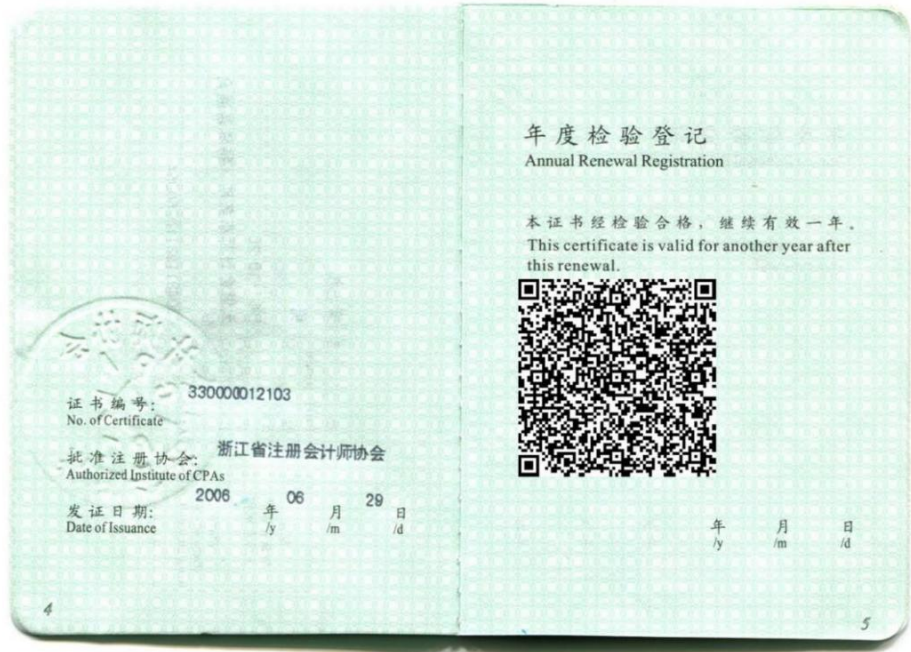 证书编号: 330000012103
No. of Certificate
批准注册协会: 浙江省注册会计师协会
Authorized Institute of CPAs
发证日期: 2006 年 06 月 29 日
Date of Issuance /y /m /d
4
年度检验登记
Annual Renewal Registration
本证书经检验合格，继续有效一年。
This certificate is valid for another year after
this renewal.
年 月 日
/y /m /d
5